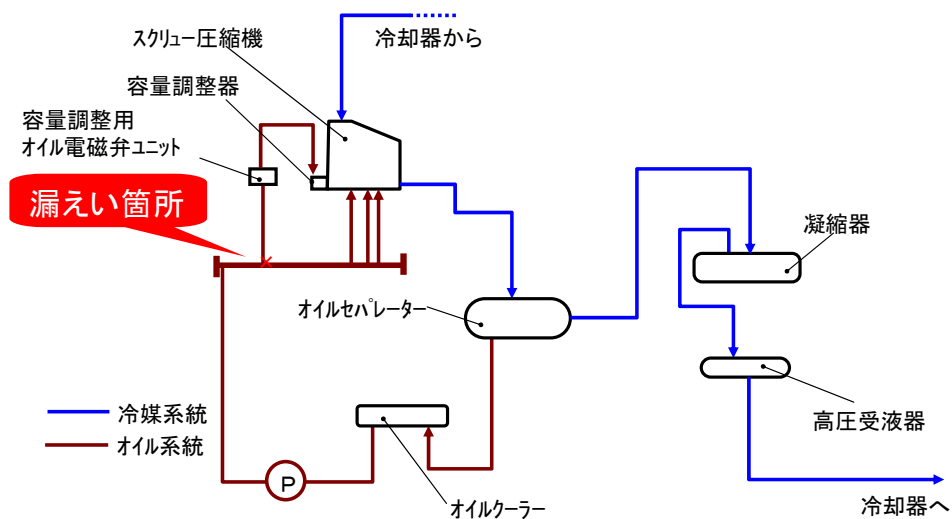 冷却器から
スクリュー圧縮機
容量調整器
容量調整用
オイル電磁弁ユニット
漏えい箇所
凝縮器
オイルセパレーター
高圧受液器
冷媒系統
オイル系統
P
オイルクーラー
冷却器へ